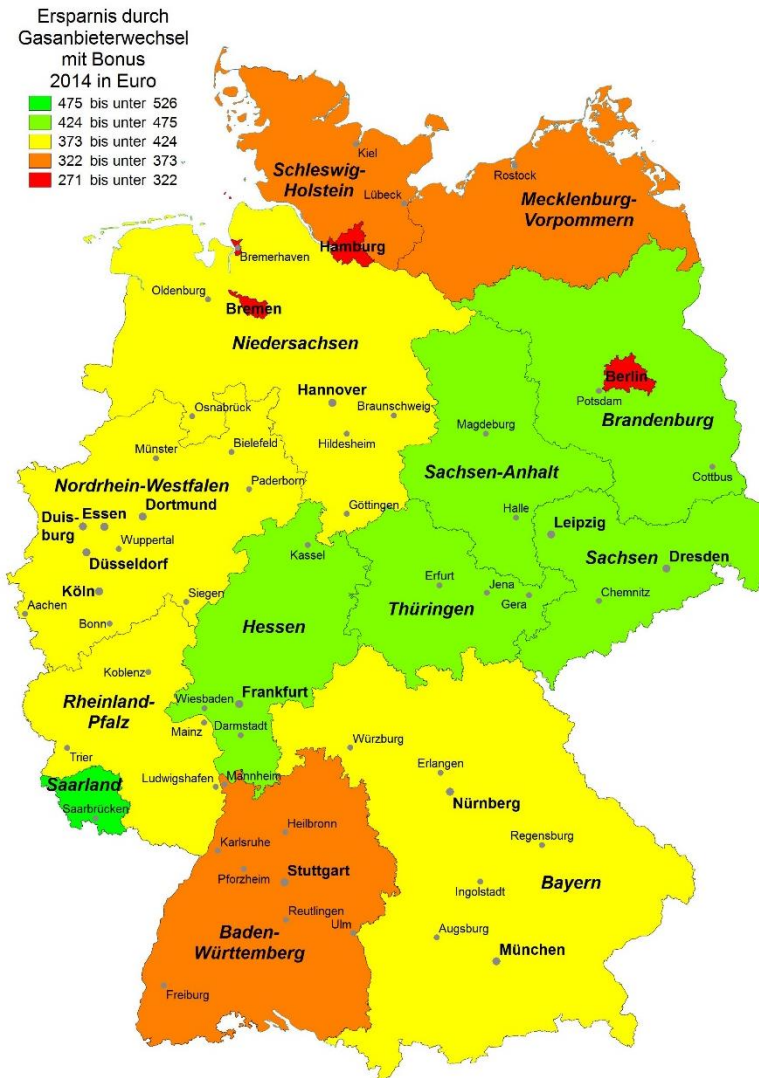 Ersparnis durch
Gasanbieterwechsel
mit Bonus
2014 in Euro
475 bis unter 526
424 bis unter 475
373 bis unter 424
322 bis unter 373
271 bis unter 322
Kiel
Schleswig-
Holstein
Rostock
Lübeck
Mecklenburg-
Vorpommern
Hamburg
Bremerhaven
Oldenburg
Bremen
Niedersachsen
Berlin
Potsdam
Hannover
Braunschweig
Osnabrück
Brandenburg
Hildesheim
Magdeburg
Bielefeld
Münster
Sachsen-Anhalt
Cottbus
Nordrhein-Westfalen
Paderborn
Dortmund
Göttingen
Halle
Duis-
burg
Essen
Leipzig
Wuppertal
Kassel
Düsseldorf
Sachsen
Dresden
Köln
Erfurt
Jena
Gera
Chemnitz
Siegen
Aachen
Thüringen
Bonn
Hessen
Koblenz
Rheinland-
Pfalz
Wiesbaden
Frankfurt
Mainz
Darmstadt
Trier
Würzburg
Erlangen
Saarland
Ludwigshafen
Mannheim
Nürnberg
Saarbrücken
Heilbronn
Karlsruhe
Regensburg
Pforzheim
Stuttgart
Ingolstadt
Bayern
Reutlingen
Ulm
Baden-
Württemberg
Augsburg
München
Freiburg